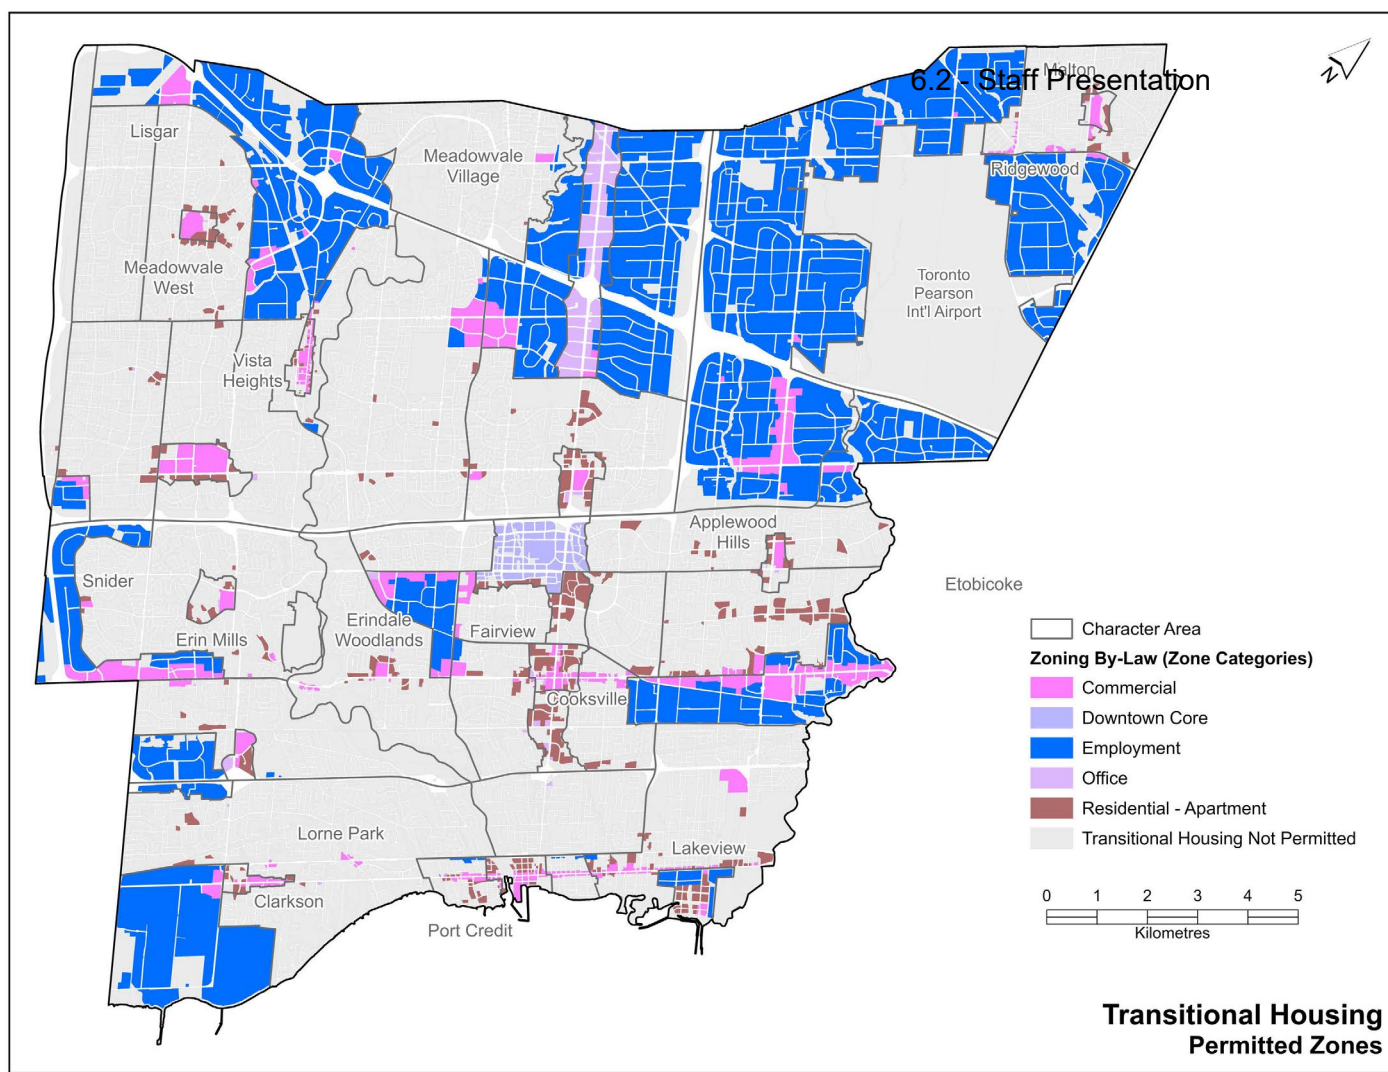 6.2 - Staff Presentation
N
Malton
Lisgar
Meadowvale
Village
Ridgewood
Meadowvale
West
Toronto
Pearson
Int'l Airport
Vista
Heights
Applewood
Hills
Snider
Etobicoke
Erindale
Woodlands
Fairview
Erin Mills
Cooksville
Lorne Park
Lakeview
Clarkson
Port Credit
Character Area
Zoning By-Law (Zone Categories)
Commercial
Downtown Core
Employment
Office
Residential - Apartment
Transitional Housing Not Permitted
0 1 2 3 4 5
Kilometres
Transitional Housing
Permitted Zones